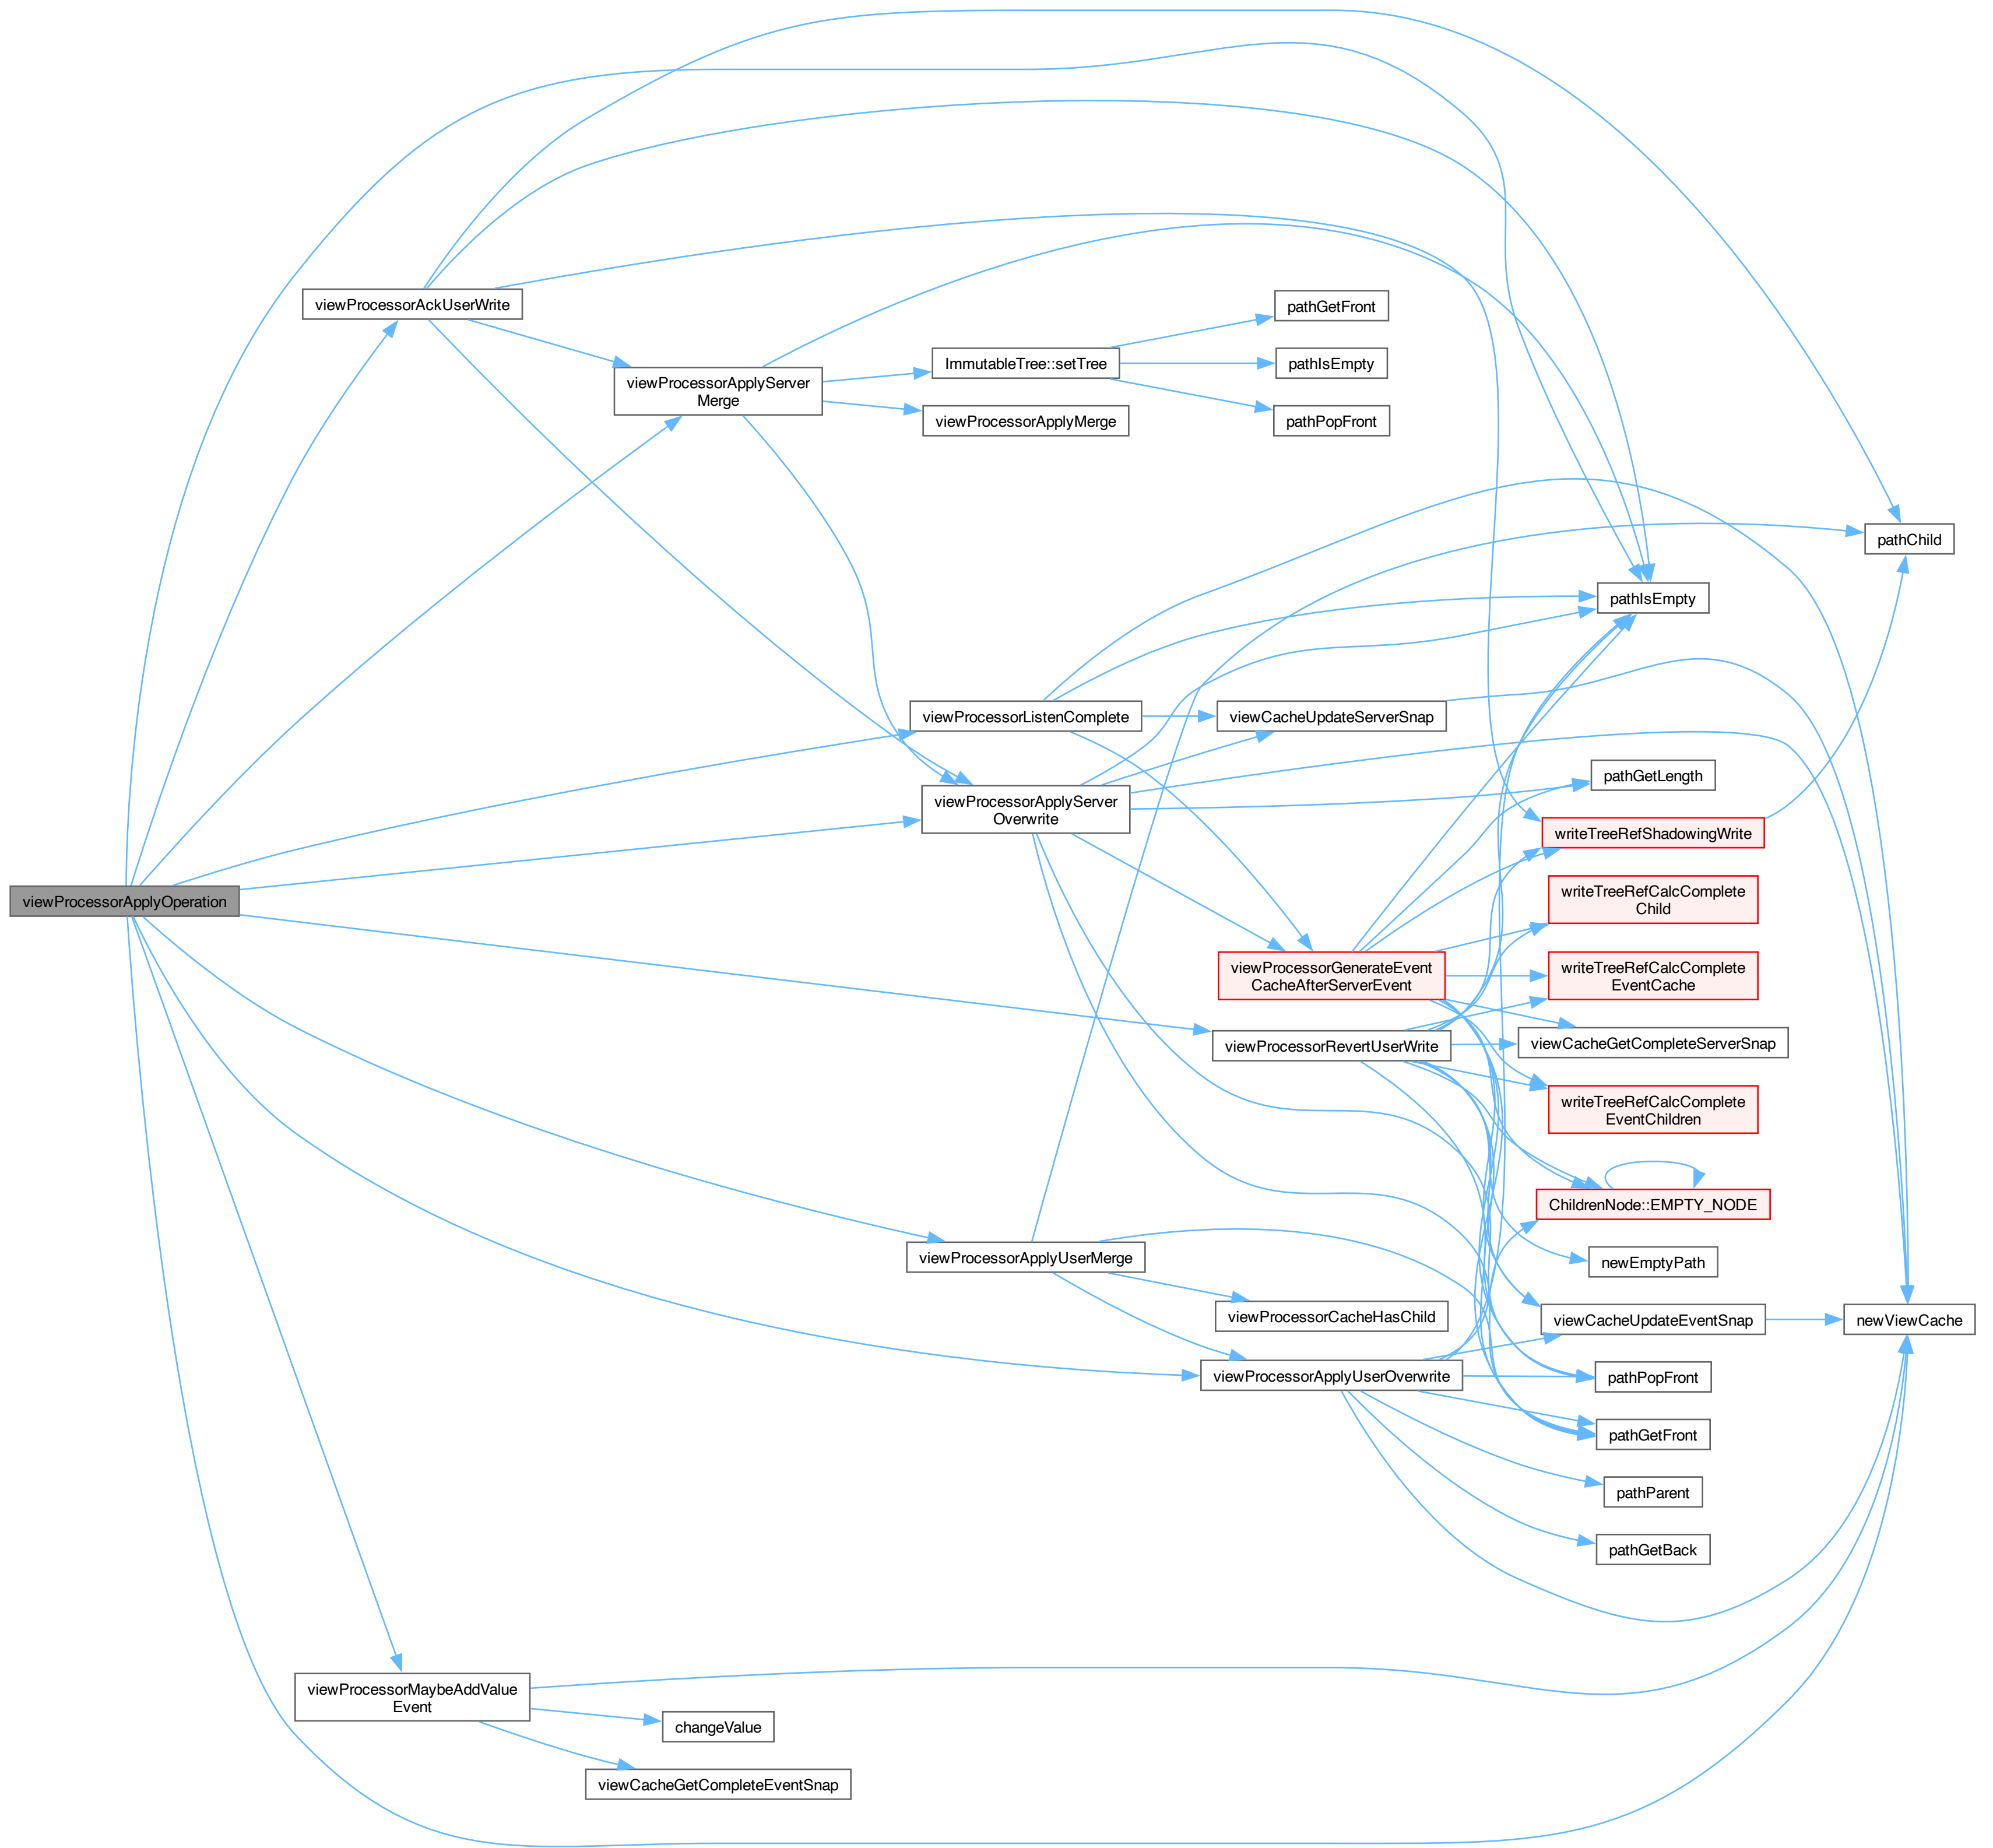 viewProcessorAckUserWrite
pathGetFront
viewProcessorApplyServer
Merge
ImmutableTree::setTree
pathIsEmpty
viewProcessorApplyMerge
pathPopFront
pathChild
pathIsEmpty
viewProcessorListenComplete
viewCacheUpdateServerSnap
pathGetLength
viewProcessorApplyServer
Overwrite
writeTreeRefShadowingWrite
viewProcessorApplyOperation
writeTreeRefCalcComplete
Child
viewProcessorGenerateEvent
CacheAfterServerEvent
writeTreeRefCalcComplete
EventCache
viewProcessorRevertUserWrite
viewCacheGetCompleteServerSnap
writeTreeRefCalcComplete
EventChildren
ChildrenNode::EMPTY_NODE
viewProcessorApplyUserMerge
newEmptyPath
viewProcessorCacheHasChild
viewCacheUpdateEventSnap
newViewCache
viewProcessorApplyUserOverwrite
pathPopFront
pathGetFront
pathParent
pathGetBack
viewProcessorMaybeAddValue
Event
changeValue
viewCacheGetCompleteEventSnap